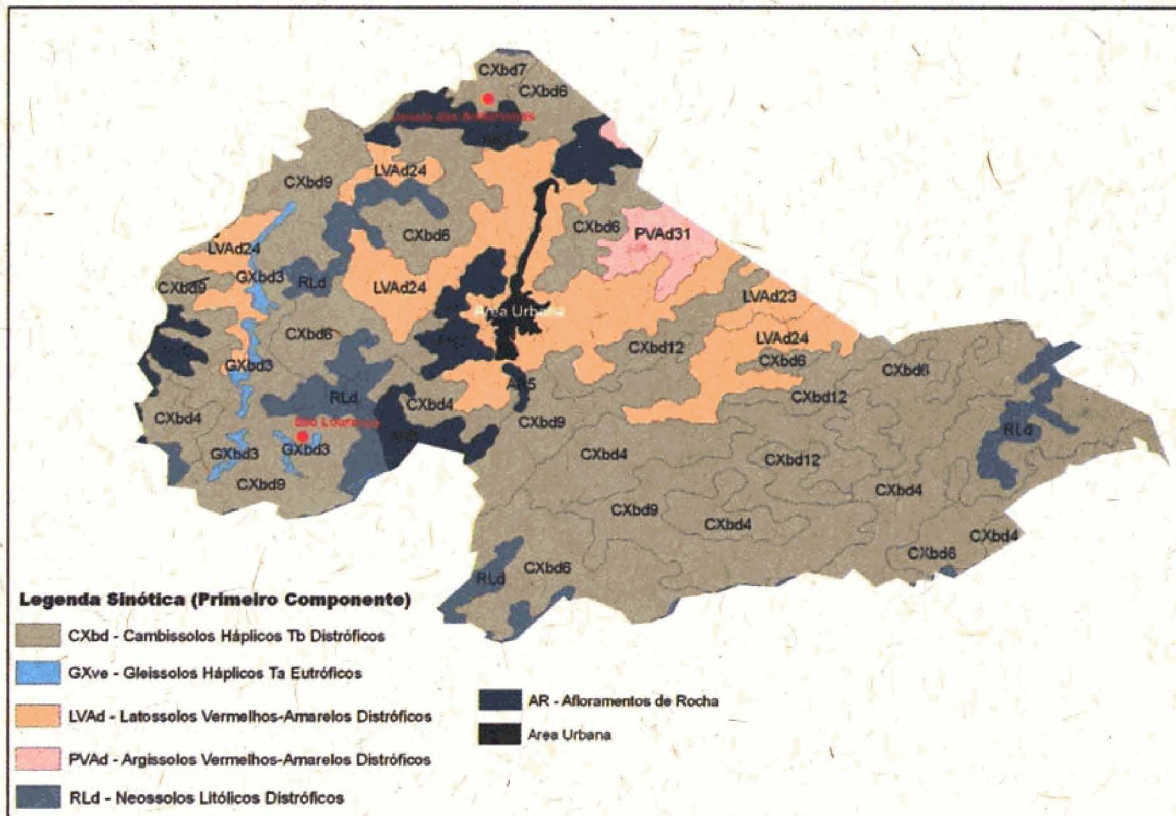 CXbd7
CXbd6
LVAd24
CXbd9
CXbd6
CXbd6
PVAd31
LVAd24
GXbd3
RLd
LVAd24
LVAd23
CXbd9
Area Urbana
LVAd24
CXbd6
CXbd12
CXbd6
CXbd6
GXbd3
RLd
CXbd4
AR5
CXbd12
CXbd4
CXbd9
São Lourenço
RLd
GXbd3
GXbd3
CXbd4
CXbd12
CXbd9
CXbd4
CXbd9
CXbd4
CXbd4
CXbd6
RLd
CXbd6
Legenda Sinótica (Primeiro Componente)
CXbd - Cambissolos Háplicos Tb Distróficos
GXve - Gleissolos Háplicos Ta Eutróficos
LVAd - Latossolos Vermelhos-Amarelos Distróficos
PVAd - Argissolos Vermelhos-Amarelos Distróficos
RLd - Neossolos Litólicos Distróficos
AR - Afloramentos de Rocha
Area Urbana